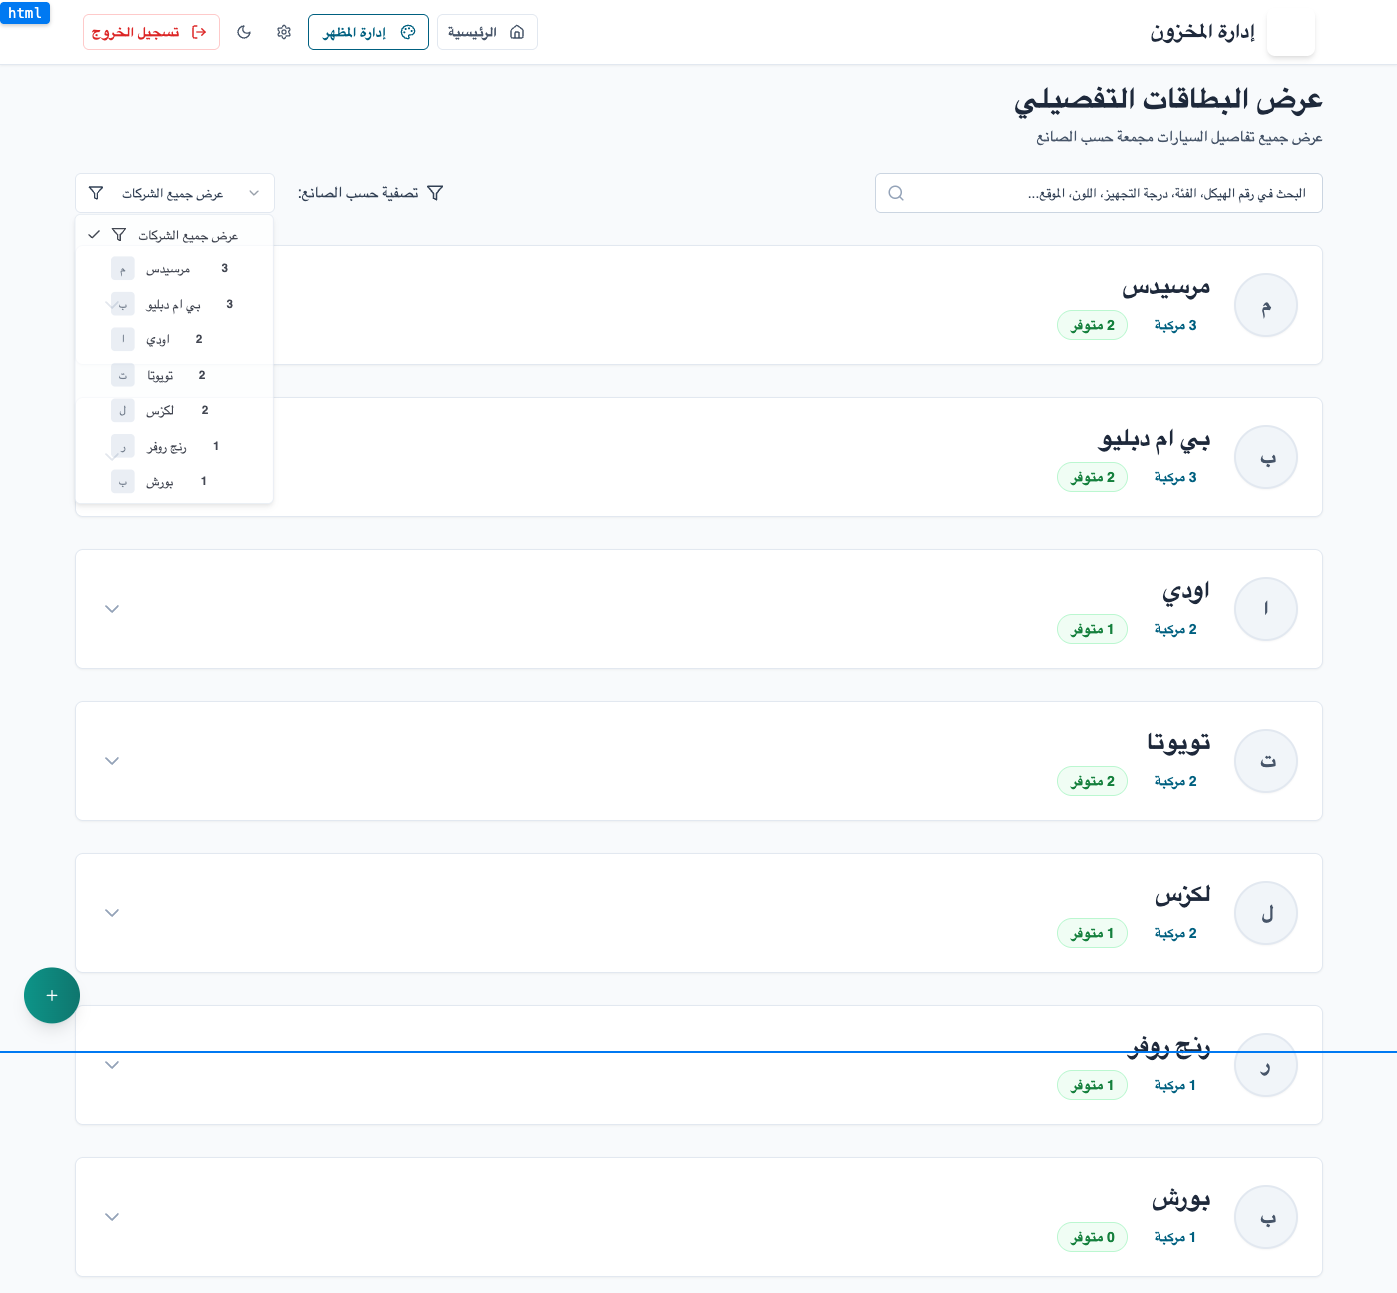 html
إدارة المخزون
الرئيسية
إدارة المظهر
تسجيل الخروج
عرض البطاقات التفصيلي
عرض جميع تفاصيل السيارات مجمعة حسب الصانع
البحث في رقم الهيكل، الفئة، درجة التجهيز، اللون، الموقع...
تصفية حسب الصانع:
عرض جميع الشركات
عرض جميع الشركات
م مرسيدس 3
ب بي ام دبليو 3
ا اودي 2
ت تويوتا 2
ل لكزس 2
ر رنج روفر 1
ب بورش 1
م
مرسيدس
3 مركبة
2 متوفر
ب
بي ام دبليو
3 مركبة
2 متوفر
ا
اودي
2 مركبة
1 متوفر
ت
تويوتا
2 مركبة
2 متوفر
ل
لكزس
2 مركبة
1 متوفر
+
ر
رنج روفر
1 مركبة
1 متوفر
ب
بورش
1 مركبة
0 متوفر